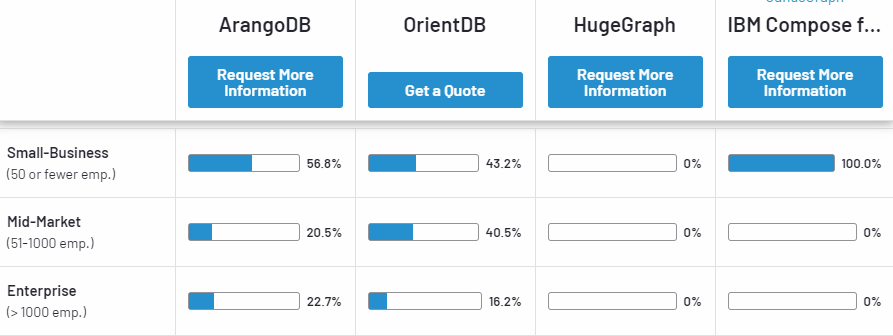 ArangoDB
OrientDB
HugeGraph
IBM Compose f...
Request More
Information
Get a Quote
Request More
Information
Request More
Information
Small-Business
(50 or fewer emp.)
56.8%
43.2%
0%
100.0%
Mid-Market
(51-1000 emp.)
20.5%
40.5%
0%
0%
Enterprise
(> 1000 emp.)
22.7%
16.2%
0%
0%